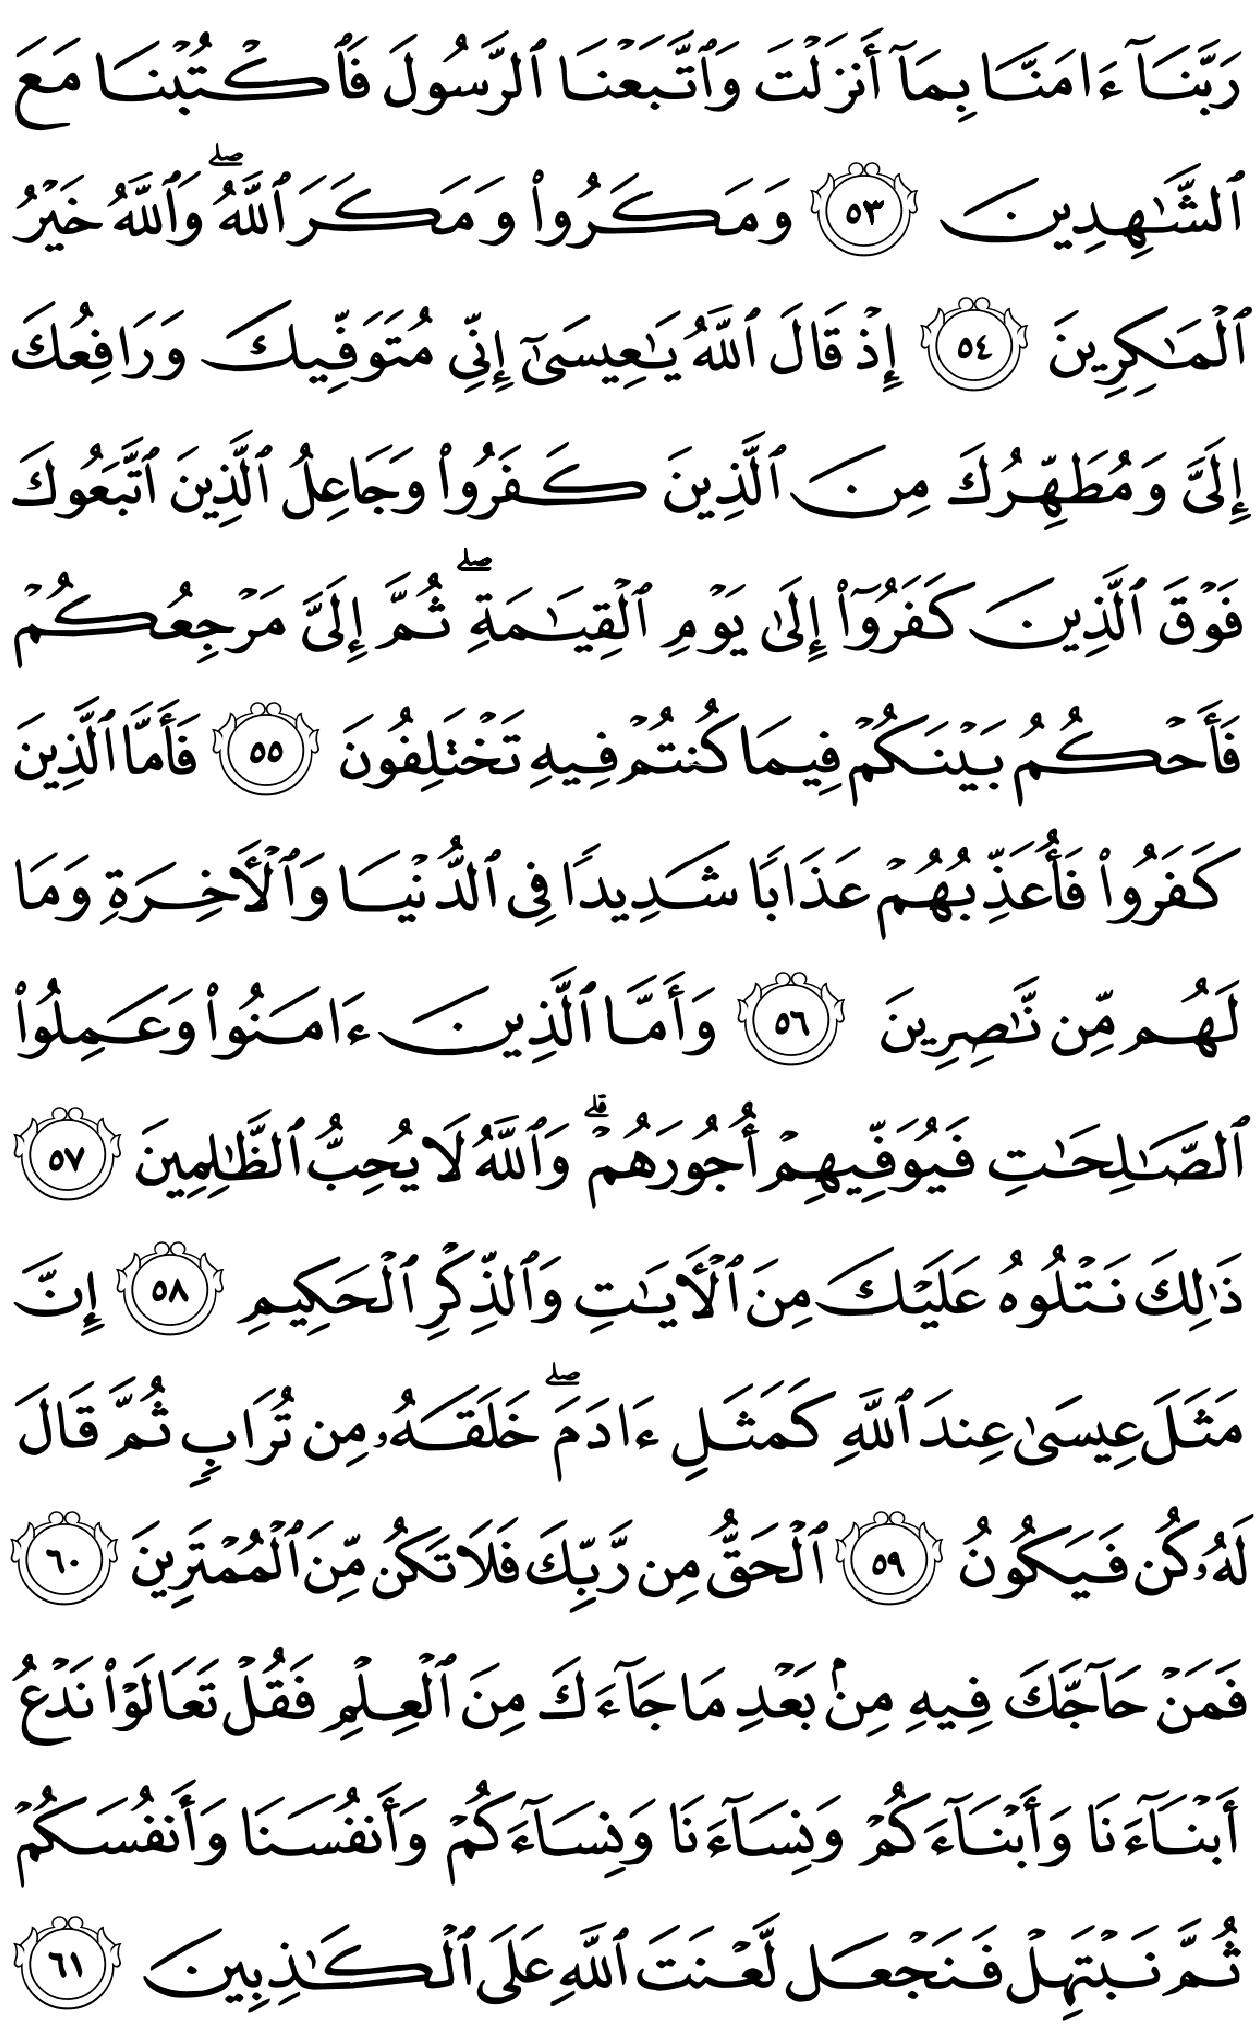 رَبَّنَآ ءَامَنَّا بِمَآ أَنزَلۡتَ وَٱتَّبَعۡنَا ٱلرَّسُولَ فَٱكۡتُبۡنَا مَعَ
ٱلشَّٰهِدِينَ ٥٣ وَمَكَرُواْ وَمَكَرَ ٱللَّهُۖ وَٱللَّهُ خَيۡرُ
ٱلۡمَٰكِرِينَ ٥٤ إِذۡ قَالَ ٱللَّهُ يَٰعِيسَىٰٓ إِنِّي مُتَوَفِّيكَ وَرَافِعُكَ
إِلَيَّ وَمُطَهِّرُكَ مِنَ ٱلَّذِينَ كَفَرُواْ وَجَاعِلُ ٱلَّذِينَ ٱتَّبَعُوكَ
فَوۡقَ ٱلَّذِينَ كَفَرُوٓاْ إِلَىٰ يَوۡمِ ٱلۡقِيَٰمَةِۖ ثُمَّ إِلَيَّ مَرۡجِعُكُمۡ
فَأَحۡكُمُ بَيۡنَكُمۡ فِيمَا كُنتُمۡ فِيهِ تَخۡتَلِفُونَ ٥٥ فَأَمَّا ٱلَّذِينَ
كَفَرُواْ فَأُعَذِّبُهُمۡ عَذَابٗا شَدِيدٗا فِي ٱلدُّنۡيَا وَٱلۡأٓخِرَةِ وَمَا
لَهُم مِّن نَّٰصِرِينَ ٥٦ وَأَمَّا ٱلَّذِينَ ءَامَنُواْ وَعَمِلُواْ
ٱلصَّٰلِحَٰتِ فَيُوَفِّيهِمۡ أُجُورَهُمۡۗ وَٱللَّهُ لَا يُحِبُّ ٱلظَّٰلِمِينَ ٥٧
ذَٰلِكَ نَتۡلُوهُ عَلَيۡكَ مِنَ ٱلۡأٓيَٰتِ وَٱلذِّكۡرِ ٱلۡحَكِيمِ ٥٨ إِنَّ
مَثَلَ عِيسَىٰ عِندَ ٱللَّهِ كَمَثَلِ ءَادَمَۖ خَلَقَهُۥ مِن تُرَابٖ ثُمَّ قَالَ
لَهُۥ كُن فَيَكُونُ ٥٩ ٱلۡحَقُّ مِن رَّبِّكَ فَلَا تَكُن مِّنَ ٱلۡمُمۡتَرِينَ ٦٠
فَمَنۡ حَآجَّكَ فِيهِ مِنۢ بَعۡدِ مَا جَآءَكَ مِنَ ٱلۡعِلۡمِ فَقُلۡ تَعَالَوۡاْ نَدۡعُ
أَبۡنَآءَنَا وَأَبۡنَآءَكُمۡ وَنِسَآءَنَا وَنِسَآءَكُمۡ وَأَنفُسَنَا وَأَنفُسَكُمۡ
ثُمَّ نَبۡتَهِلۡ فَنَجۡعَل لَّعۡنَتَ ٱللَّهِ عَلَى ٱلۡكَٰذِبِينَ ٦١